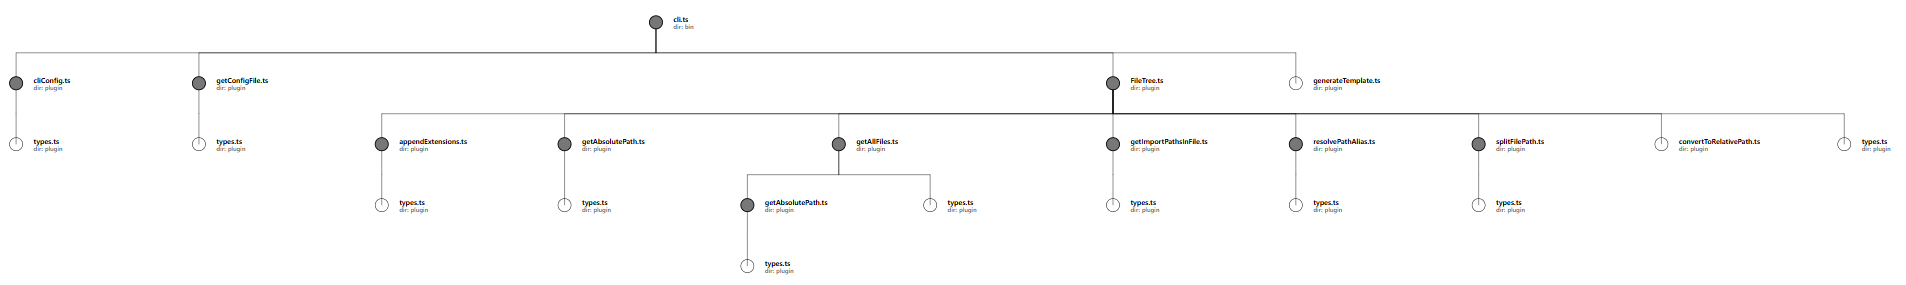 cli.ts
dir: bin
cliConfig.ts
dir: plugin
getConfigFile.ts
dir: plugin
FileTree.ts
dir: plugin
generateTemplate.ts
dir: plugin
types.ts
dir: plugin
types.ts
dir: plugin
appendExtensions.ts
dir: plugin
getAbsolutePath.ts
dir: plugin
getAllFiles.ts
dir: plugin
getImportPathsInFile.ts
dir: plugin
resolvePathAlias.ts
dir: plugin
splitFilePath.ts
dir: plugin
convertToRelativePath.ts
dir: plugin
types.ts
dir: plugin
types.ts
dir: plugin
types.ts
dir: plugin
getAbsolutePath.ts
dir: plugin
types.ts
dir: plugin
types.ts
dir: plugin
types.ts
dir: plugin
types.ts
dir: plugin
types.ts
dir: plugin